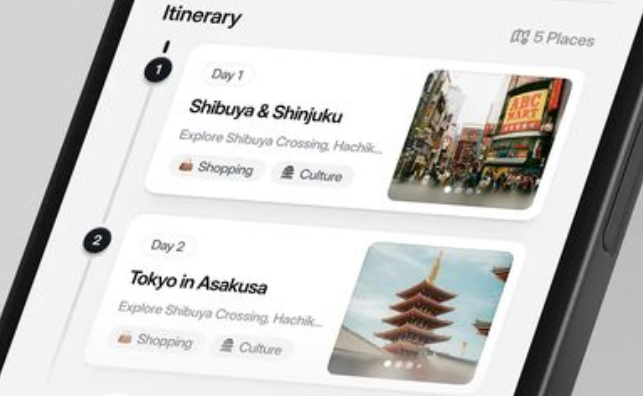 Itinerary
5 Places
1
Day 1
Shibuya & Shinjuku
Explore Shibuya Crossing, Hachik...
Shopping
Culture
ABC
MART
2
Day 2
Tokyo in Asakusa
Explore Shibuya Crossing, Hachik...
Shopping
Culture